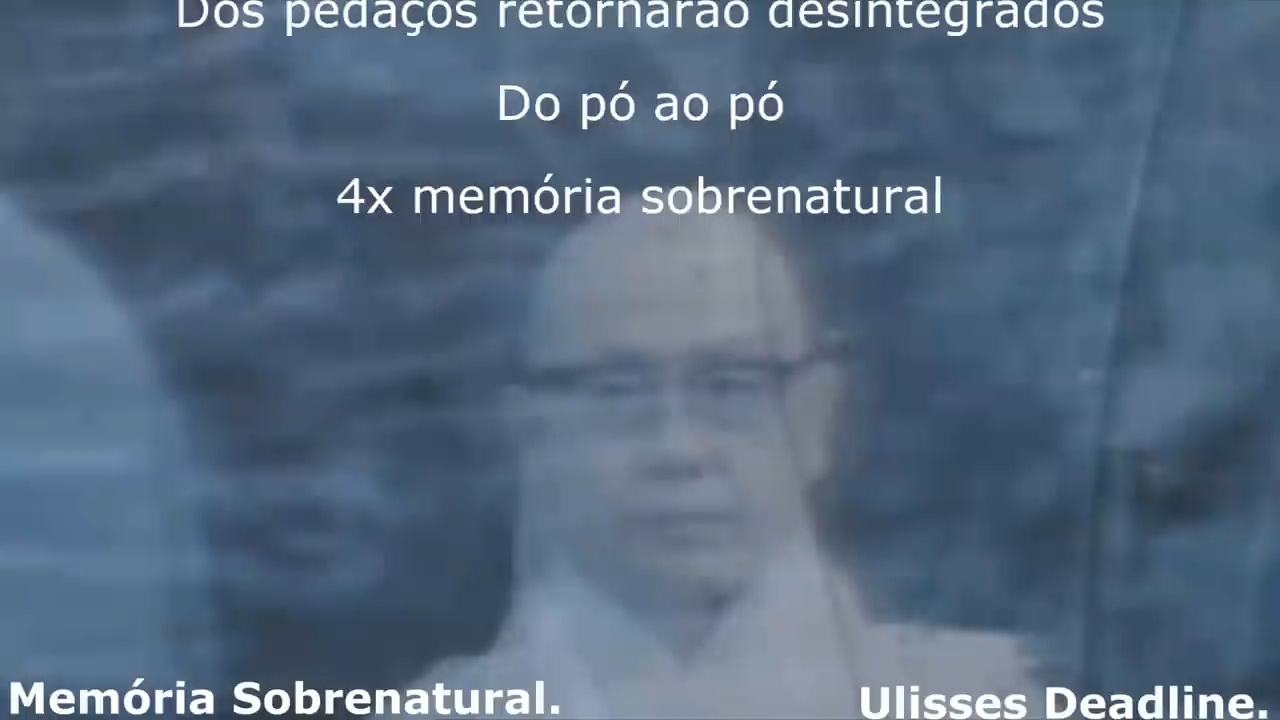 Dos pedaços retornarão desintegrados
Do pó ao pó
4x memória sobrenatural
Memória Sobrenatural.
Ulisses Deadline.